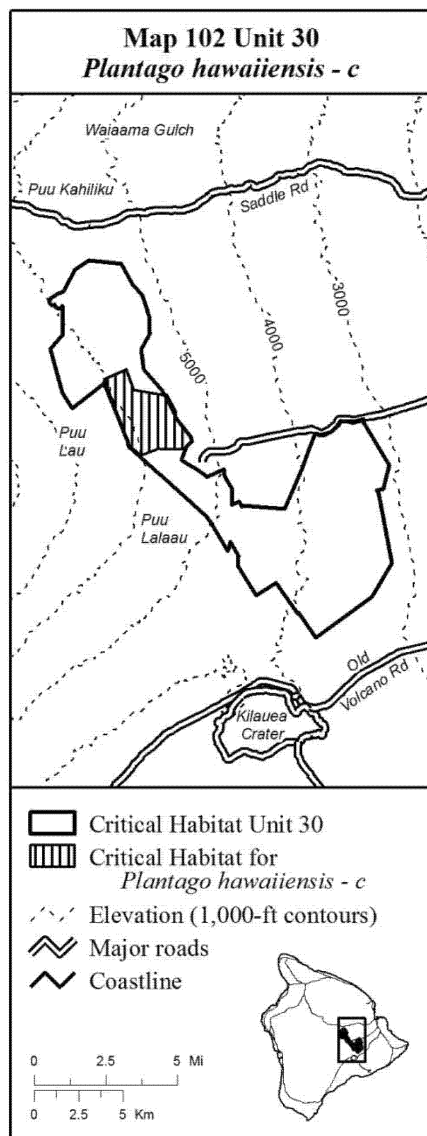 Map 102 Unit 30
Plantago hawaiiensis - c
Waiaama Gulch
Puu Kahiliku
Saddle Rd
5000
4000
3000
Puu
Lau
Puu
Lalaau
Old
Volcano Rd
Kilauea
Crater
Critical Habitat Unit 30
Critical Habitat for
Plantago hawaiiensis - c
Elevation (1,000-ft contours)
Major roads
Coastline
0 5 Mi
0 2.5 5 Km